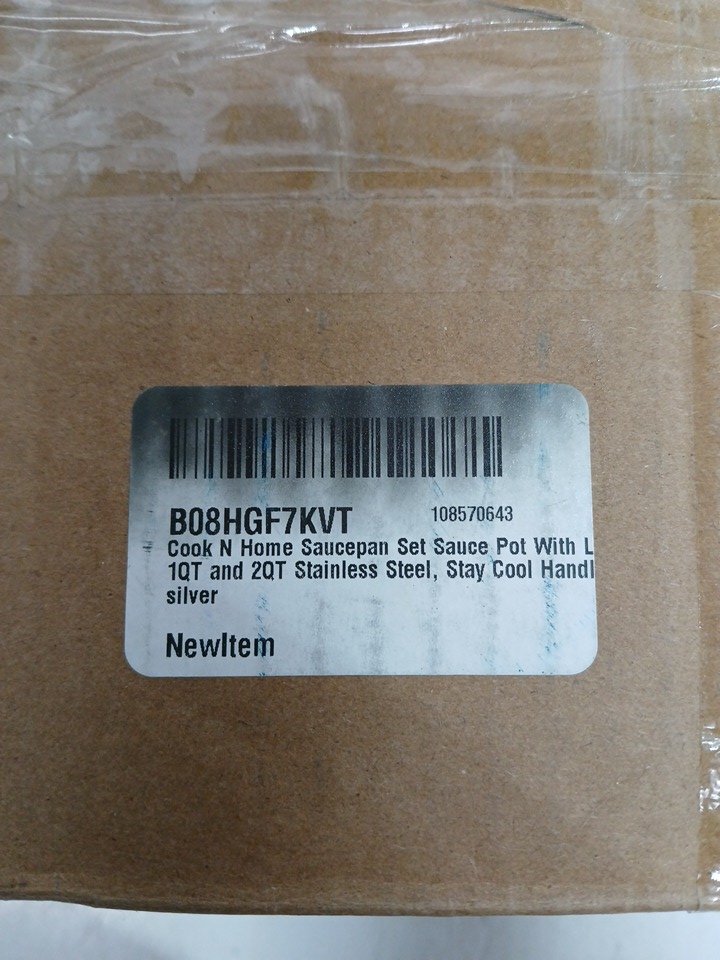 B08HGF7KVT 108570643
Cook N Home Saucepan Set Sauce Pot With L
1QT and 2QT Stainless Steel, Stay Cool Handl
silver
NewItem